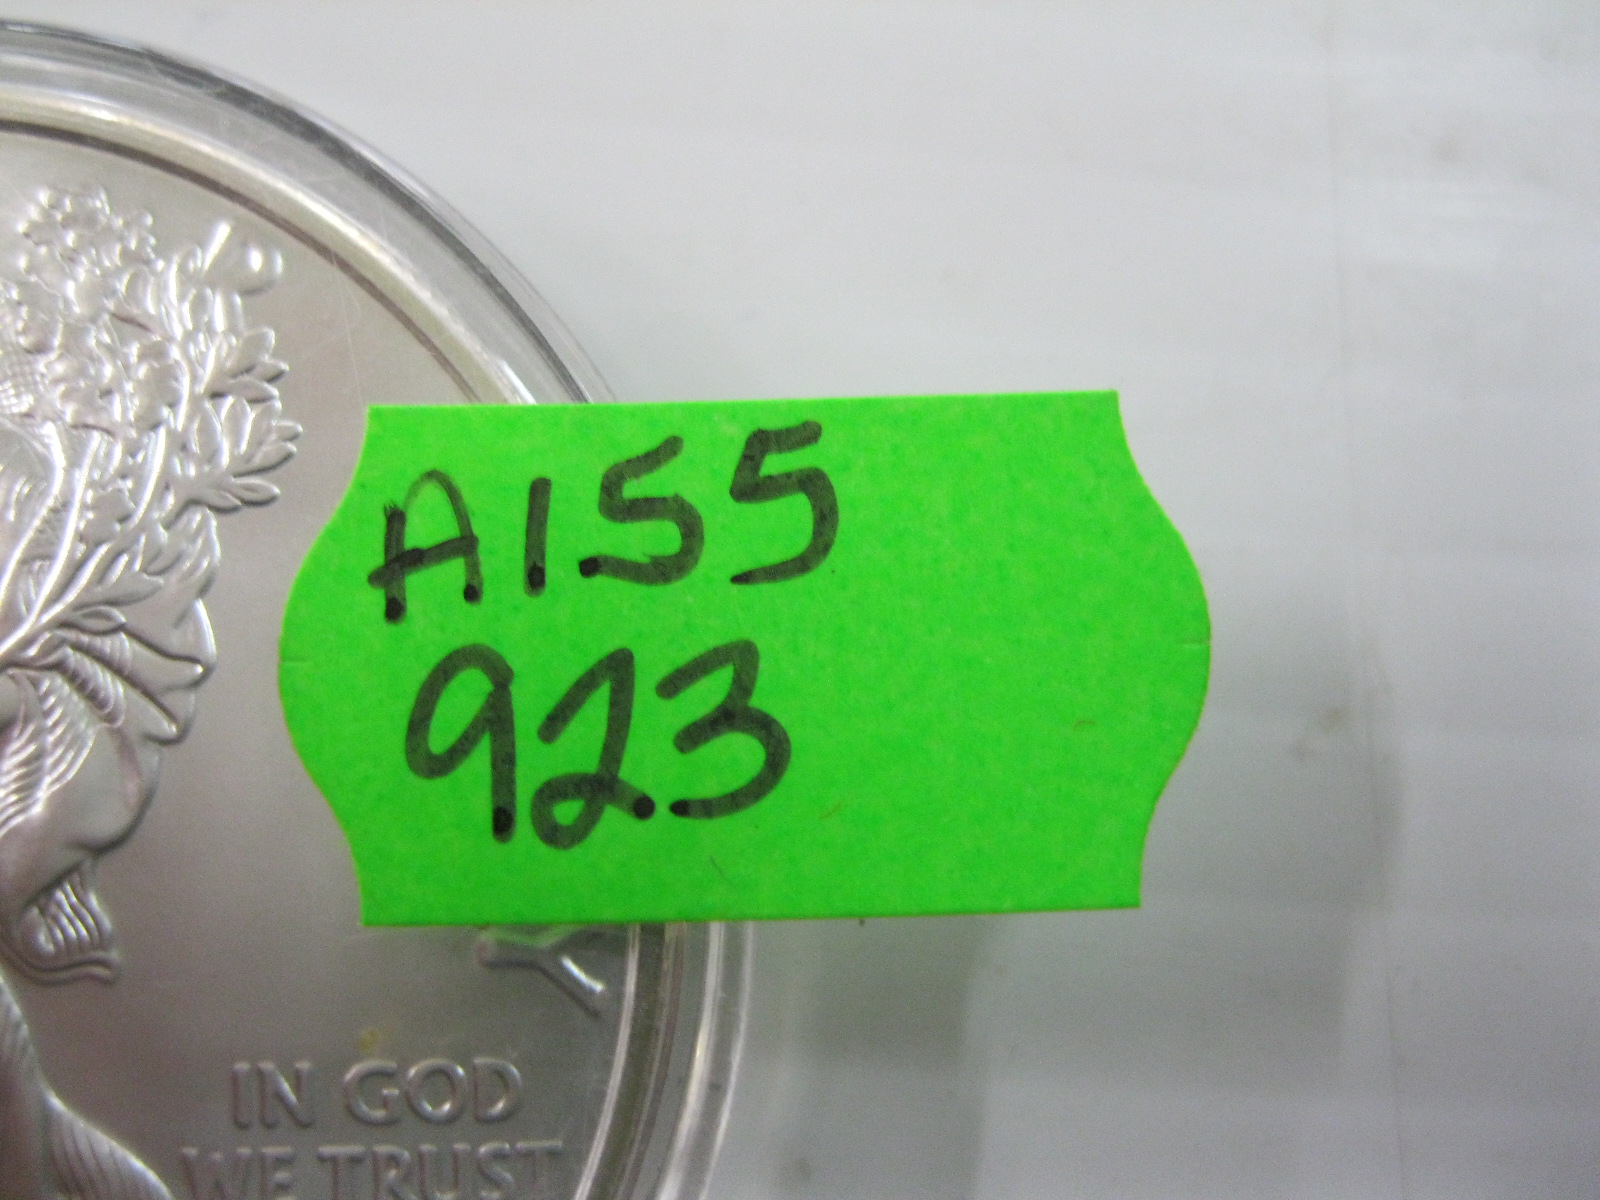 A155
923
IN GOD
WE TRUST